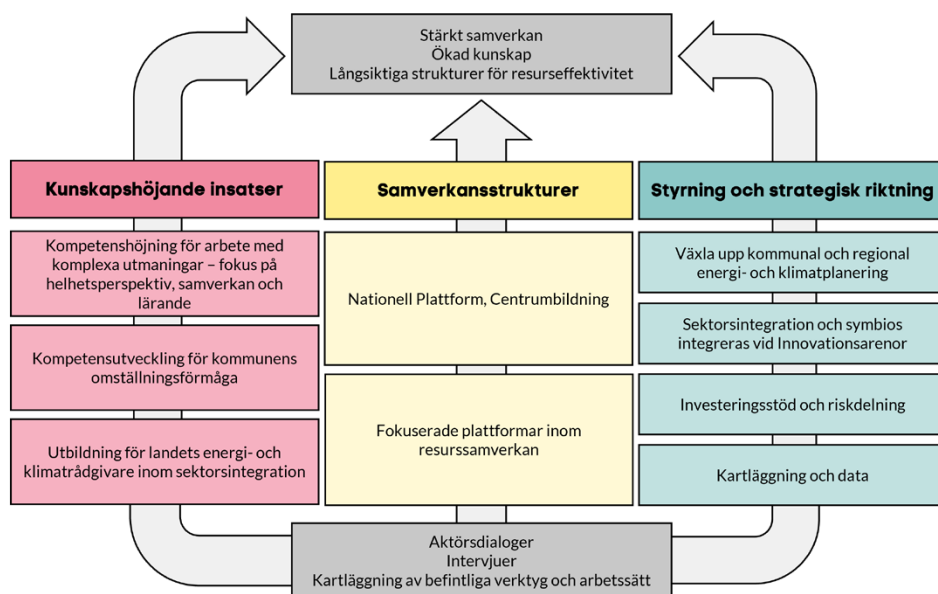 Stärkt samverkan
Ökad kunskap
Långsiktiga strukturer för resurseffektivitet
Kunskapshöjande insatser
Kompetenshöjning för arbete med
komplexa utmaningar – fokus på
helhetsperspektiv, samverkan och
lärande
Kompetensutveckling för kommunens
omställningsförmåga
Utbildning för landets energi- och
klimatrådgivare inom sektorsintegration
Samverkansstrukturer
Nationell Plattform, Centrumbildning
Fokuserade plattformar inom
resurssamverkan
Styrning och strategisk riktning
Växla upp kommunal och regional
energi- och klimatplanering
Sektorsintegration och symbios
integreras vid Innovationsarenor
Investeringsstöd och riskdelning
Kartläggning och data
Aktörsdialoger
Intervjuer
Kartläggning av befintliga verktyg och arbetssätt